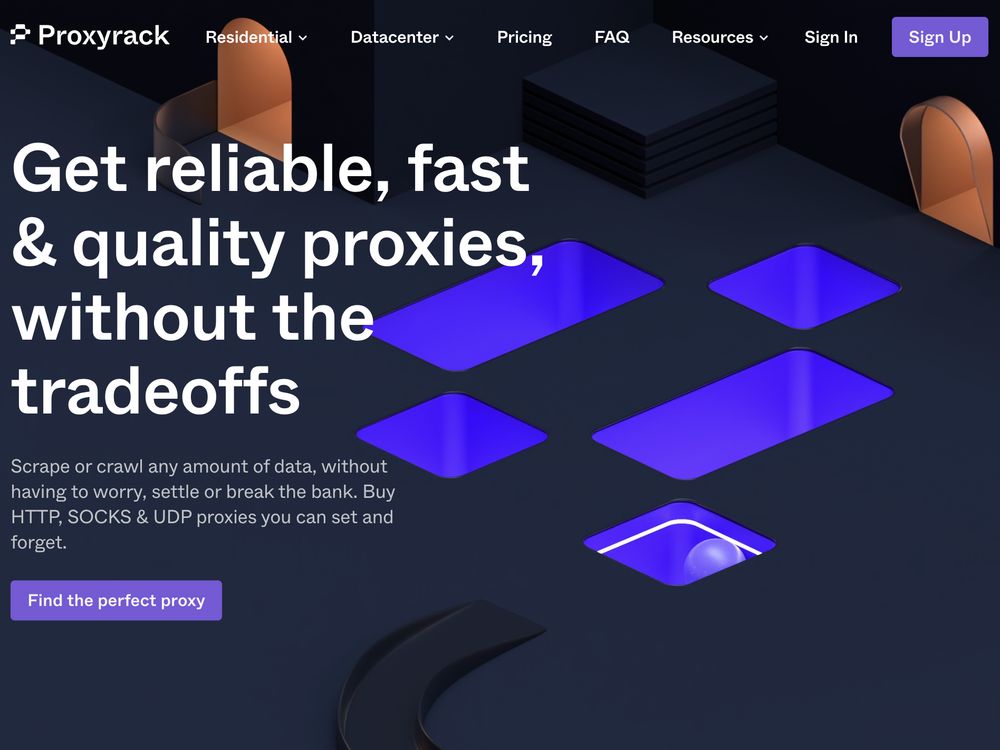 Proxyrack
Residential
Datacenter
Pricing
FAQ
Resources
Sign In
Sign Up
Get reliable, fast
& quality proxies,
without the
tradeoffs
Scrape or crawl any amount of data, without
having to worry, settle or break the bank. Buy
HTTP, SOCKS & UDP proxies you can set and
forget.
Find the perfect proxy